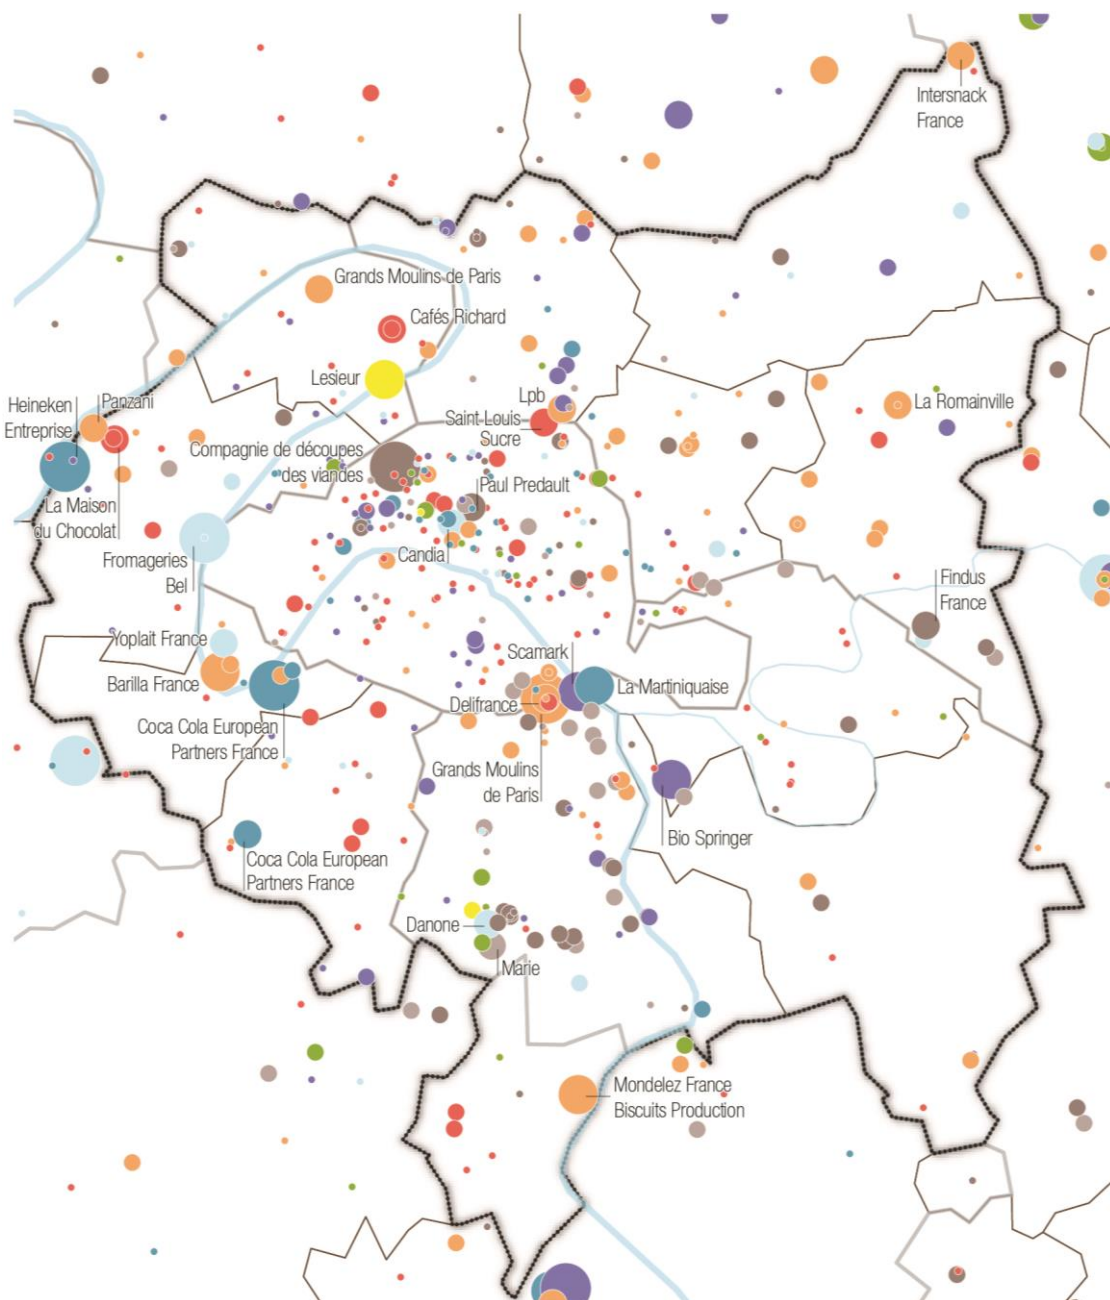 Intersnack
France
Grands Moulins de Paris
Cafés Richard
Lesieur
Heineken
Entreprise
Panzani
Lpb
La Romainville
Saint-Louis
Sucre
Compagnie de découpes
des viandes
Paul Predault
La Maison
du Chocolat
Candia
Fromageries
Bel
Findus
France
Yoplait France
Scamark
Barilla France
La Martiniquaise
Delifrance
Coca Cola European
Partners France
Grands Moulins
de Paris
Bio Springer
Coca Cola European
Partners France
Danone
Marie
Mondelez France
Biscuits Production